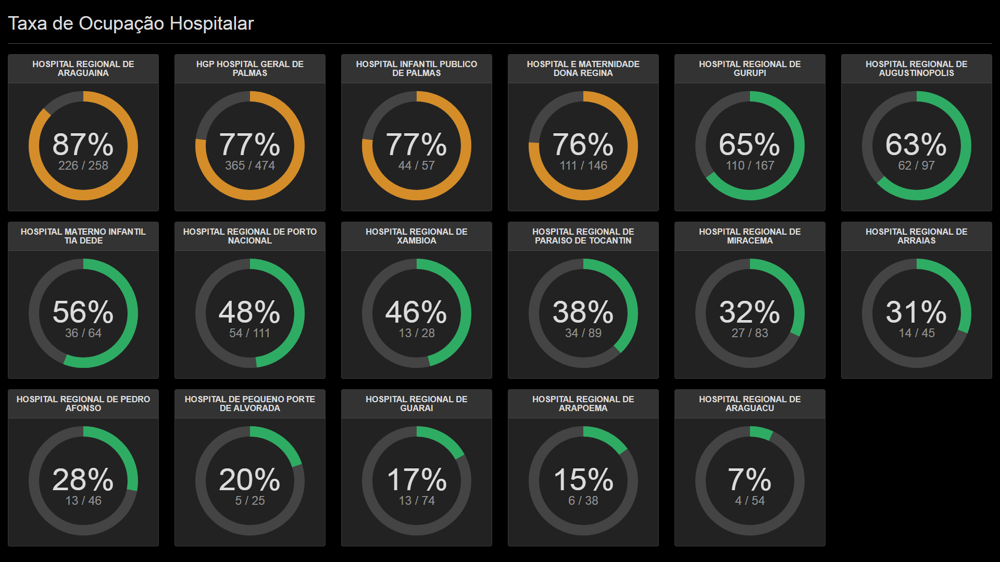 Taxa de Ocupação Hospitalar
HOSPITAL REGIONAL DE
ARAGUAINA
87%
226 / 258
HGP HOSPITAL GERAL DE
PALMAS
77%
365 / 474
HOSPITAL INFANTIL PUBLICO
DE PALMAS
77%
44 / 57
HOSPITAL E MATERNIDADE
DONA REGINA
76%
111 / 146
HOSPITAL REGIONAL DE
GURUPI
65%
110 / 167
HOSPITAL REGIONAL DE
AUGUSTINOPOLIS
63%
62 / 97
HOSPITAL MATERNO INFANTIL
TIA DEDE
56%
36 / 64
HOSPITAL REGIONAL DE PORTO
NACIONAL
48%
54 / 111
HOSPITAL REGIONAL DE
XAMBIOA
46%
13 / 28
HOSPITAL REGIONAL DE
PARAISO DE TOCANTIN
38%
34 / 89
HOSPITAL REGIONAL DE
MIRACEMA
32%
27 / 83
HOSPITAL REGIONAL DE
ARRAIAS
31%
14 / 45
HOSPITAL REGIONAL DE PEDRO
AFONSO
28%
13 / 46
HOSPITAL DE PEQUENO PORTE
DE ALVORADA
20%
5 / 25
HOSPITAL REGIONAL DE
GUARAI
17%
13 / 74
HOSPITAL REGIONAL DE
ARAPOEMA
15%
6 / 38
HOSPITAL REGIONAL DE
ARAGUACU
7%
4 / 54